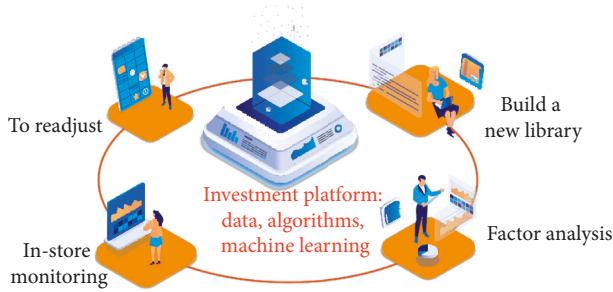 To readjust
Build a
new library
Investment platform:
data, algorithms,
machine learning
In-store
monitoring
Factor analysis